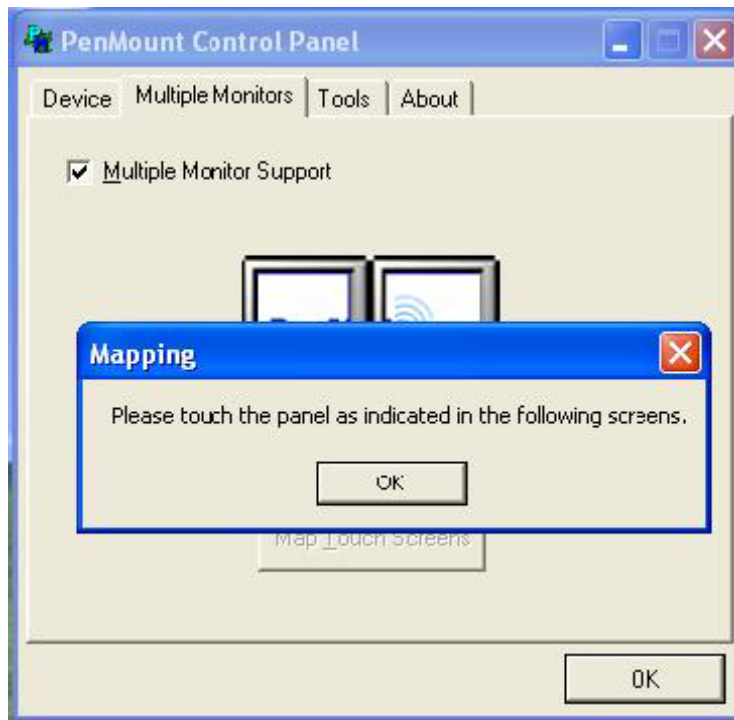 PenMount Control Panel
Device Multiple Monitors Tools About
Multiple Monitor Support
Mapping
Please touch the panel as indicated in the following screens.
OK
Map Touch Screens
OK